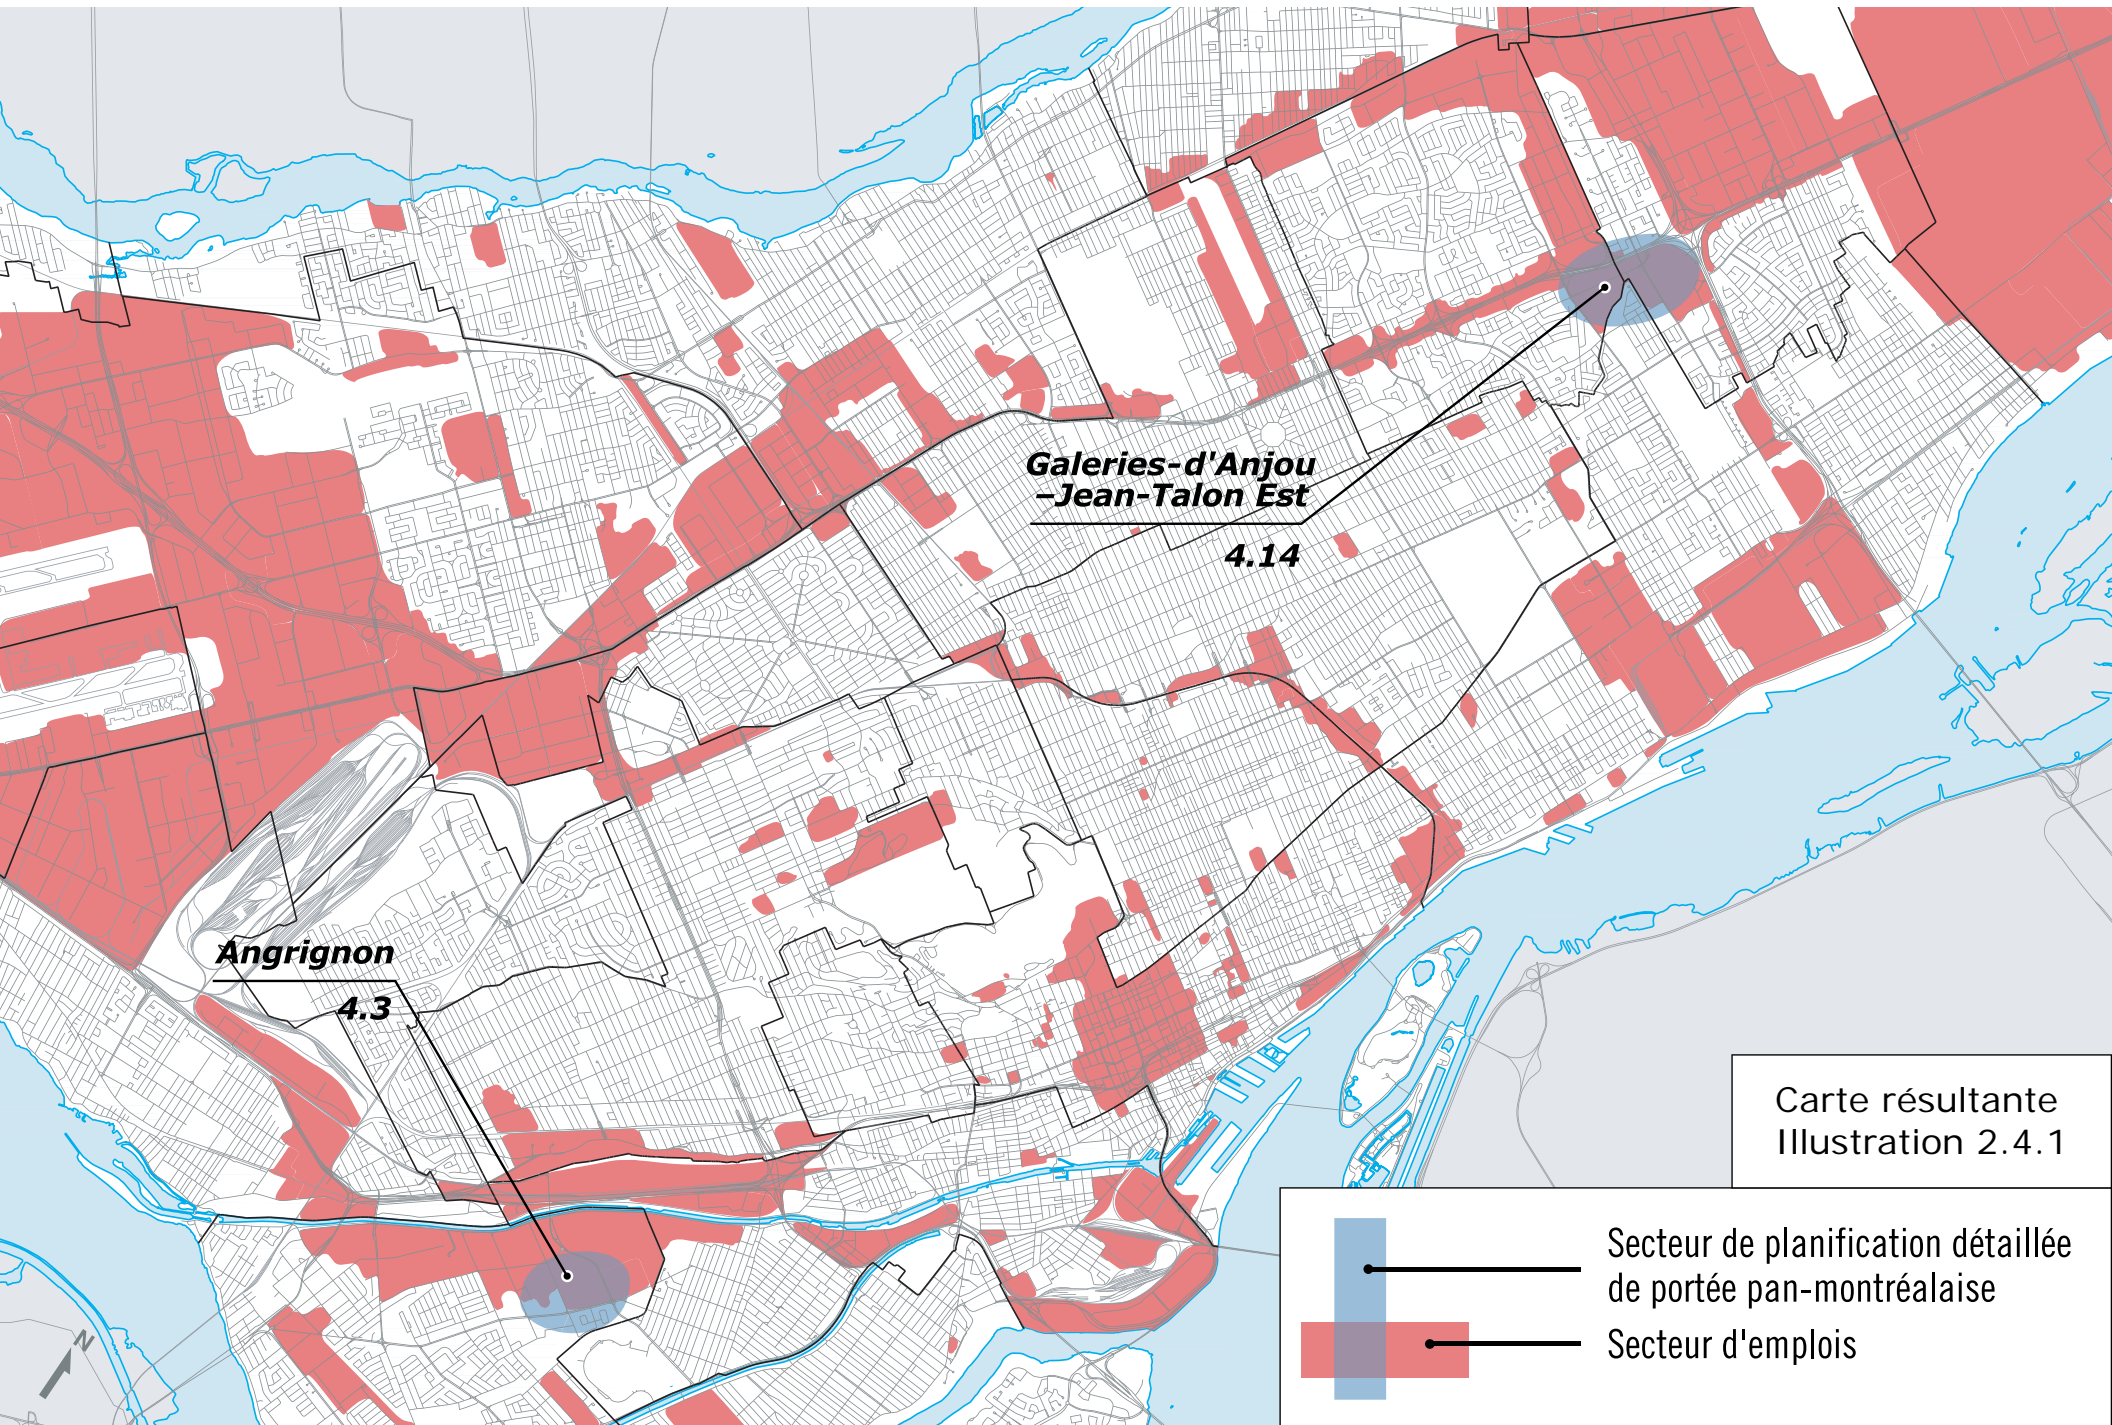 Galeries-d'Anjou
–Jean-Talon Est
4.14
Angrignon
4.3
Carte résultante
Illustration 2.4.1
Secteur de planification détaillée
de portée pan-montréalaise
Secteur d'emplois
N